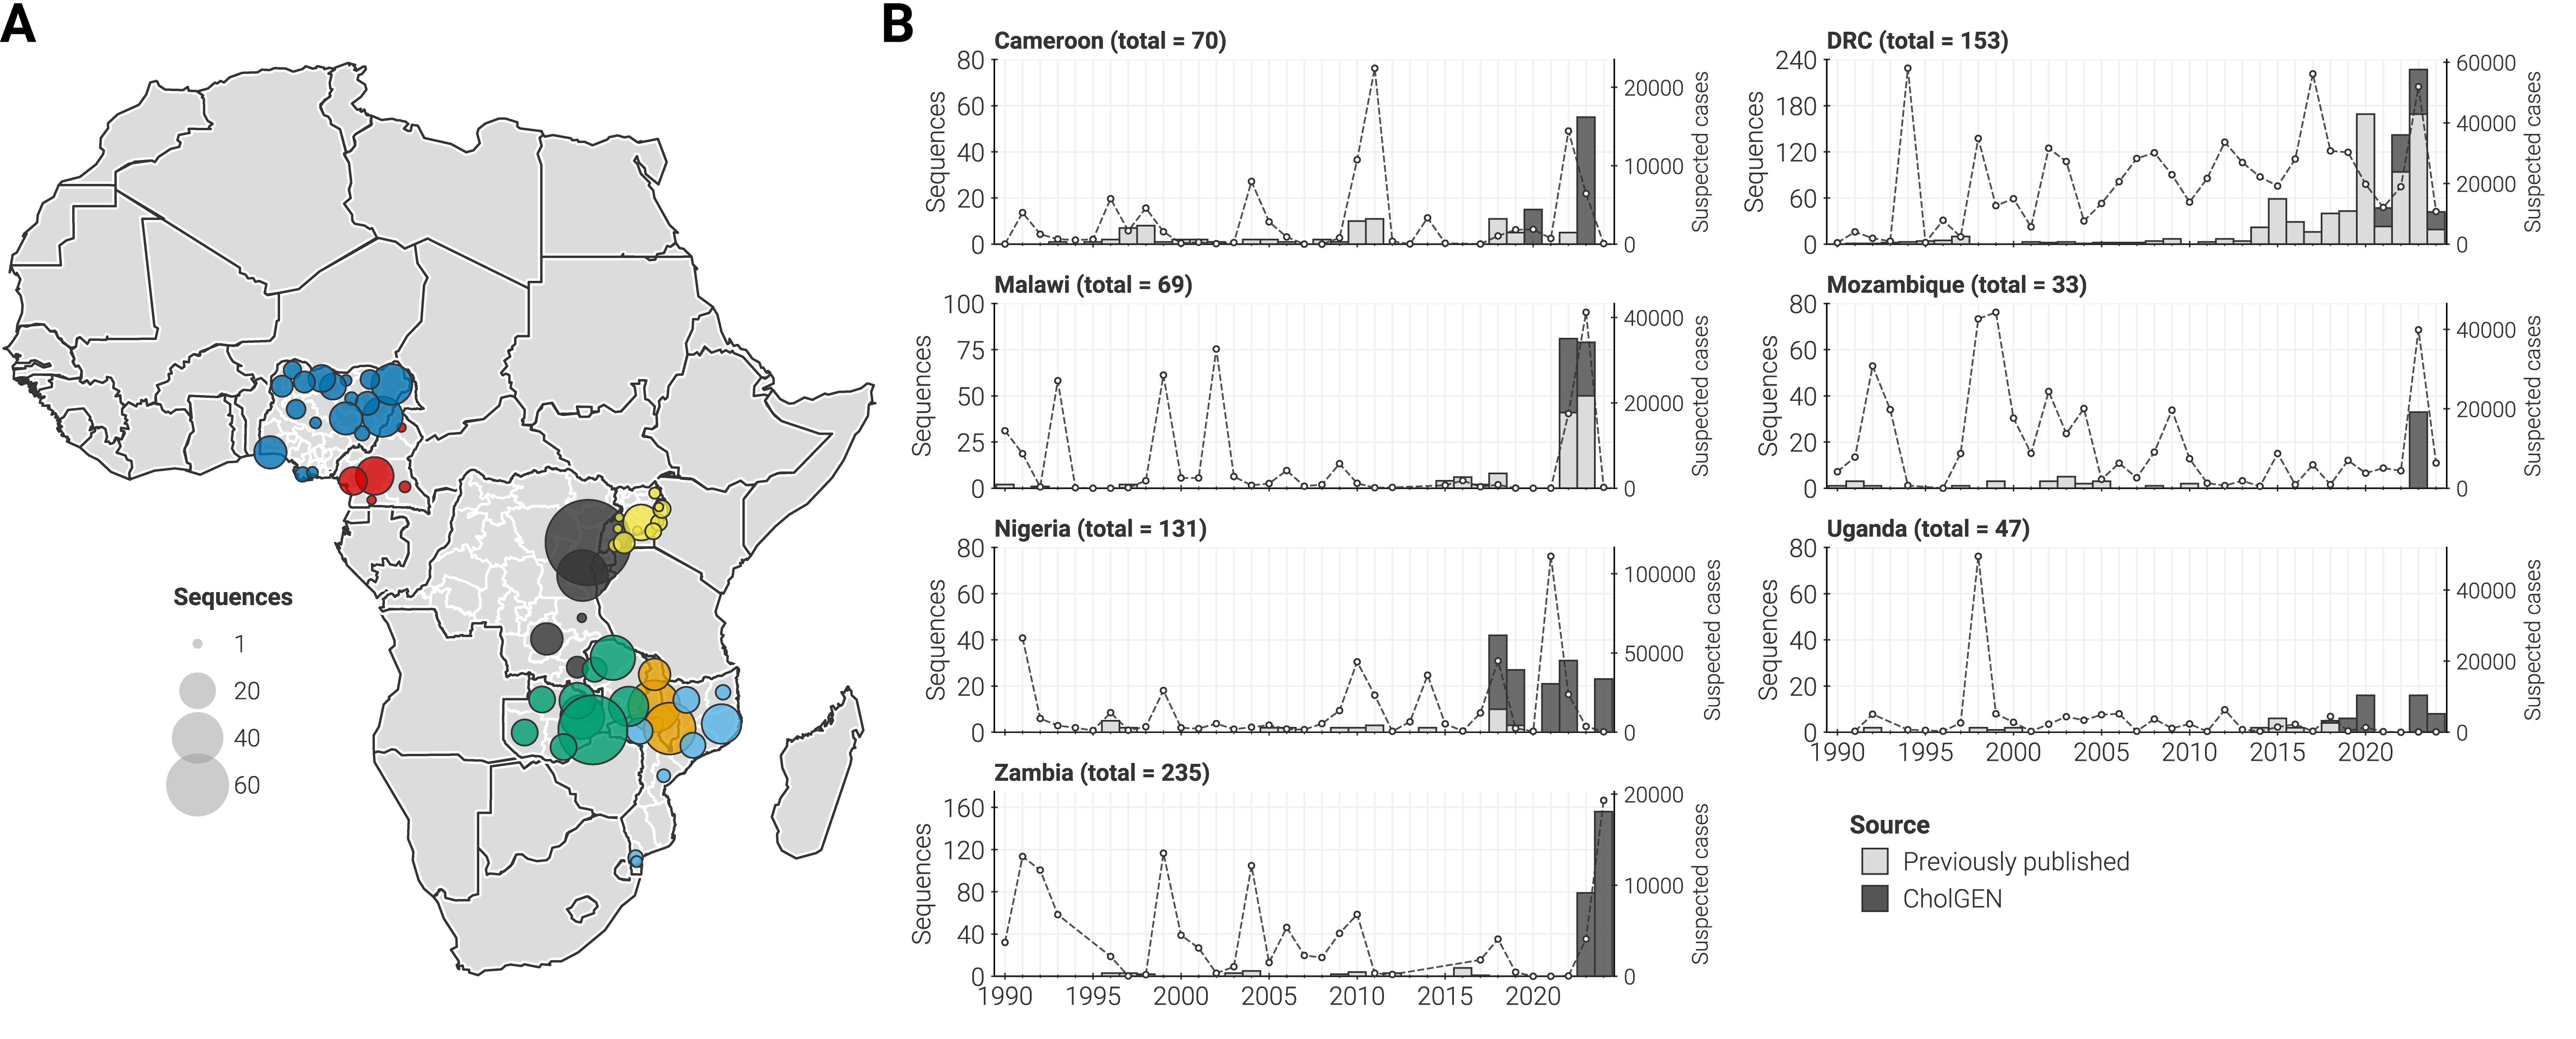 A
Sequences
1
20
40
60
B
Cameroon (total = 70)
80
60
40
20
0
Sequences
20000
10000
0
Suspected cases
DRC (total = 153)
240
180
120
60
0
Sequences
60000
40000
20000
0
Suspected cases
Malawi (total = 69)
100
75
50
25
0
Sequences
40000
20000
0
Suspected cases
Mozambique (total = 33)
80
60
40
20
0
Sequences
40000
20000
0
Suspected cases
Nigeria (total = 131)
80
60
40
20
0
Sequences
100000
50000
0
Suspected cases
Uganda (total = 47)
80
60
40
20
0
Sequences
40000
20000
0
Suspected cases
1990 1995 2000 2005 2010 2015 2020
Zambia (total = 235)
160
120
80
40
0
Sequences
20000
10000
0
Suspected cases
1990 1995 2000 2005 2010 2015 2020
Source
Previously published
CholGEN